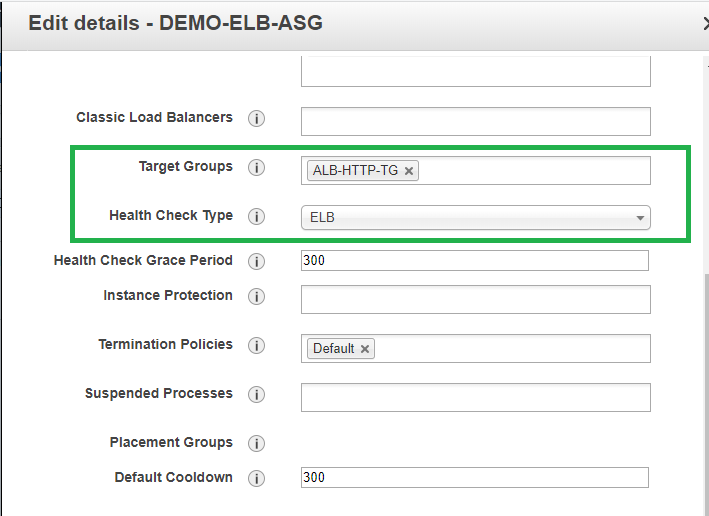 Edit details - DEMO-ELB-ASG
Classic Load Balancers
Target Groups ALB-HTTP-TG ×
Health Check Type ELB
Health Check Grace Period 300
Instance Protection
Termination Policies Default ×
Suspended Processes
Placement Groups
Default Cooldown 300